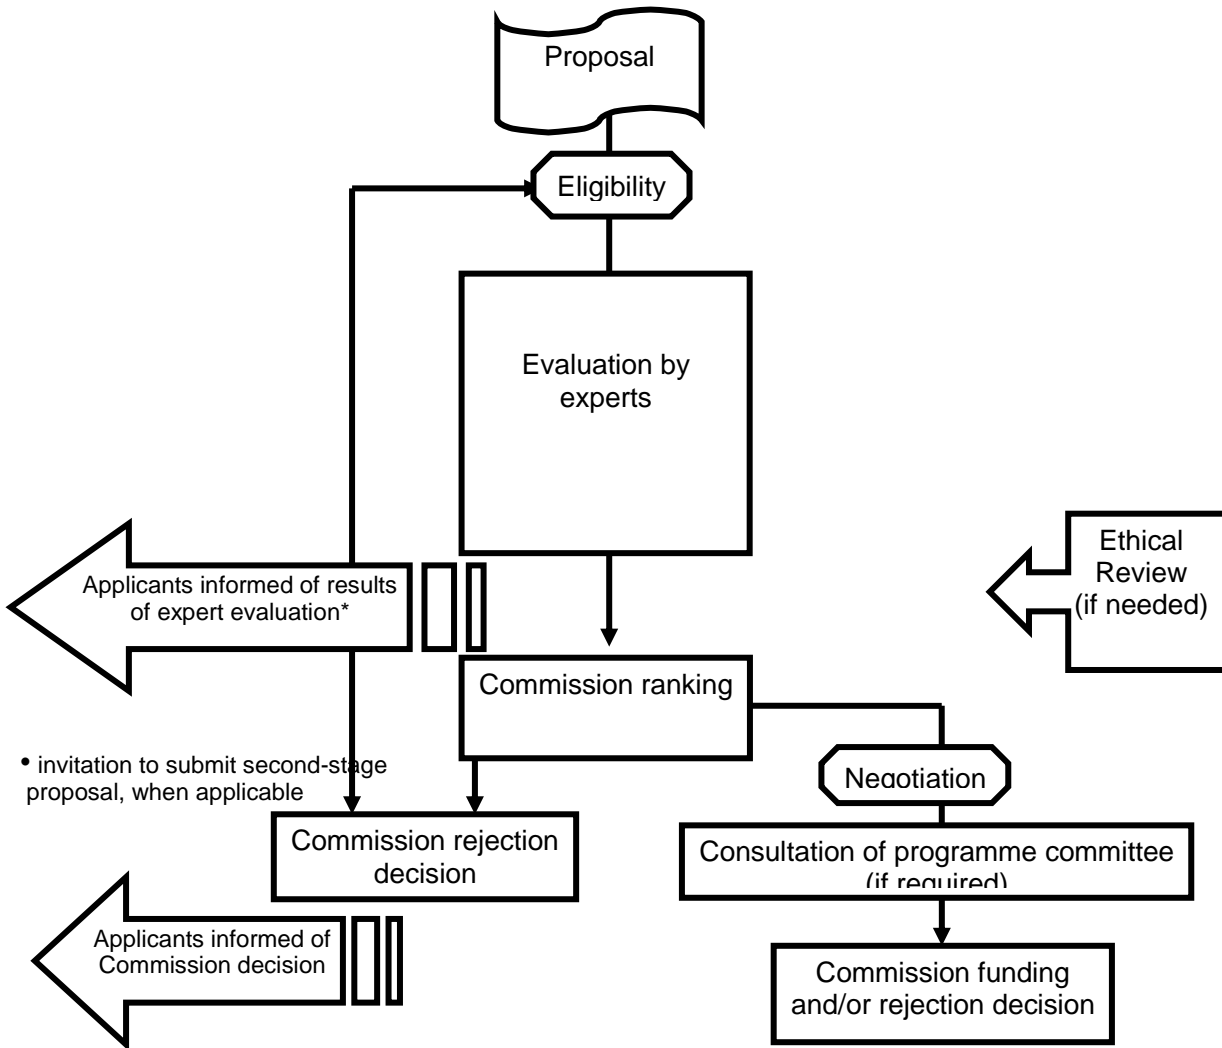 Proposal
Eligibility
Evaluation by
experts
Ethical
Review
(if needed)
Applicants informed of results
of expert evaluation*
Commission ranking
• invitation to submit second-stage
proposal, when applicable
Negotiation
Commission rejection
decision
Consultation of programme committee
(if required)
Applicants informed of
Commission decision
Commission funding
and/or rejection decision